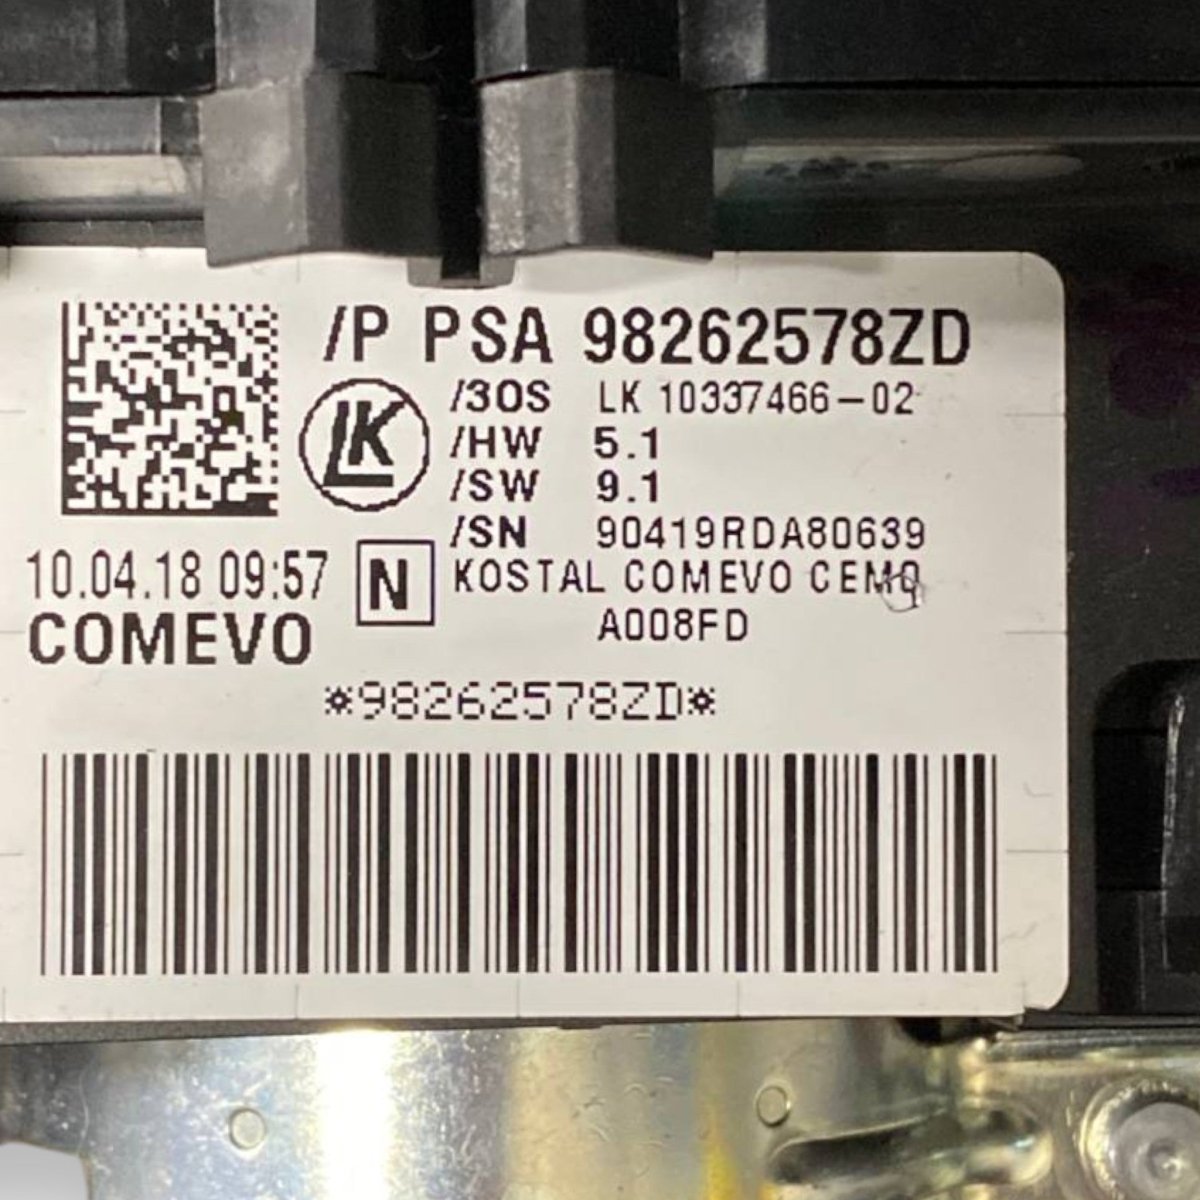 /P PSA 98262578ZD
LK
/30S LK 10337466-02
/HW 5.1
/SW 9.1
/SN 90419RDA80639
10.04.18 09:57 N KOSTAL COMEVO CEM0
COMEVO A008FD
*98262578ZD*